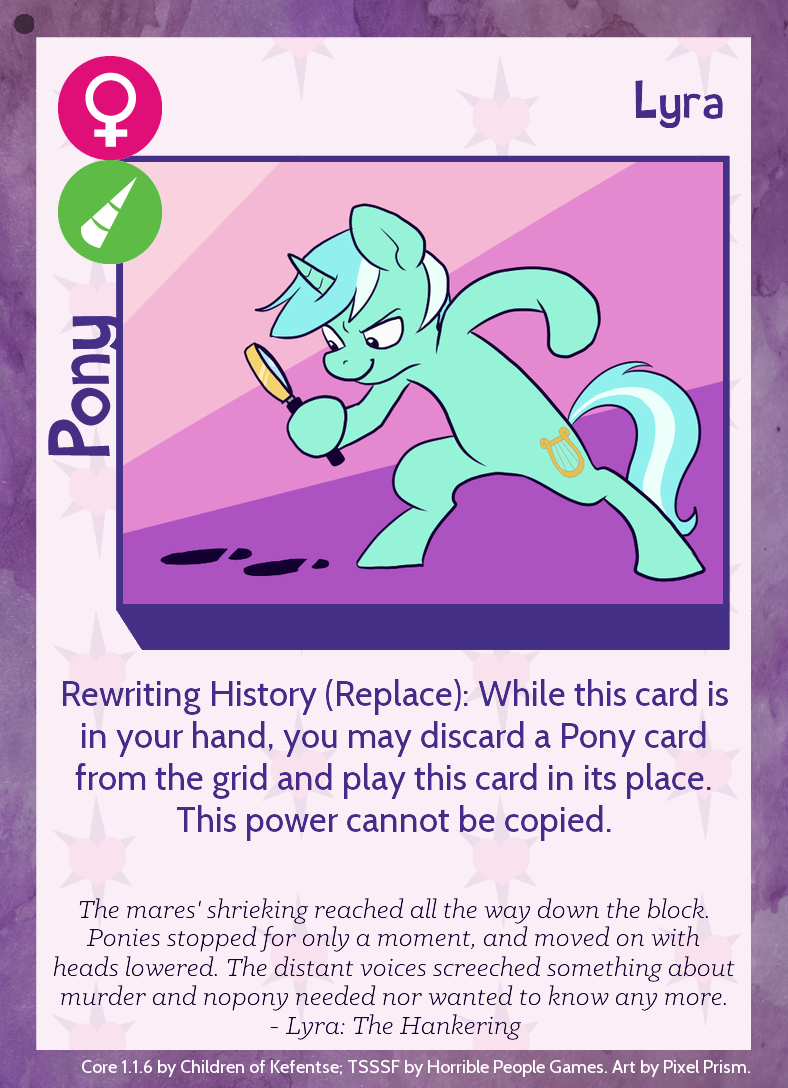 Lyra
Pony
Rewriting History (Replace): While this card is
in your hand, you may discard a Pony card
from the grid and play this card in its place.
This power cannot be copied.
The mares' shrieking reached all the way down the block.
Ponies stopped for only a moment, and moved on with
heads lowered. The distant voices screeched something about
murder and nopony needed nor wanted to know any more.
- Lyra: The Hankering
Core 1.1.6 by Children of Kefentse; TSSSF by Horrible People Games. Art by Pixel Prism.